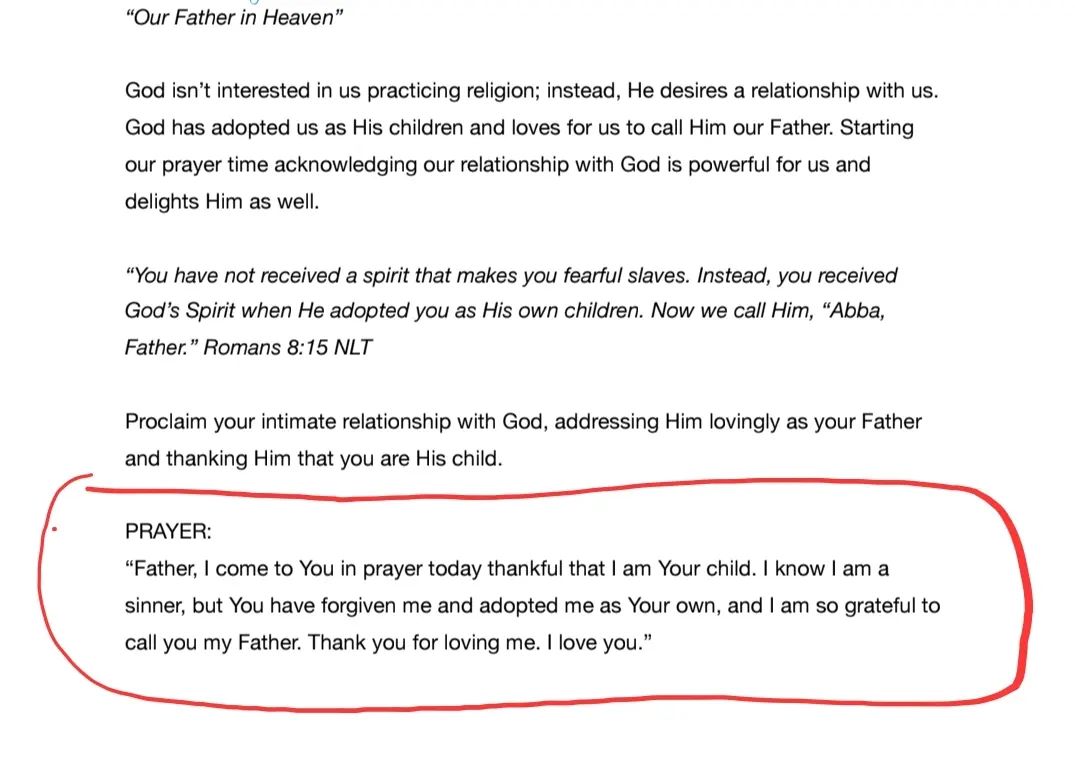 “Our Father in Heaven”
God isn’t interested in us practicing religion; instead, He desires a relationship with us.
God has adopted us as His children and loves for us to call Him our Father. Starting
our prayer time acknowledging our relationship with God is powerful for us and
delights Him as well.
“You have not received a spirit that makes you fearful slaves. Instead, you received
God’s Spirit when He adopted you as His own children. Now we call Him, “Abba,
Father.” Romans 8:15 NLT
Proclaim your intimate relationship with God, addressing Him lovingly as your Father
and thanking Him that you are His child.
PRAYER:
“Father, I come to You in prayer today thankful that I am Your child. I know I am a
sinner, but You have forgiven me and adopted me as Your own, and I am so grateful to
call you my Father. Thank you for loving me. I love you.”